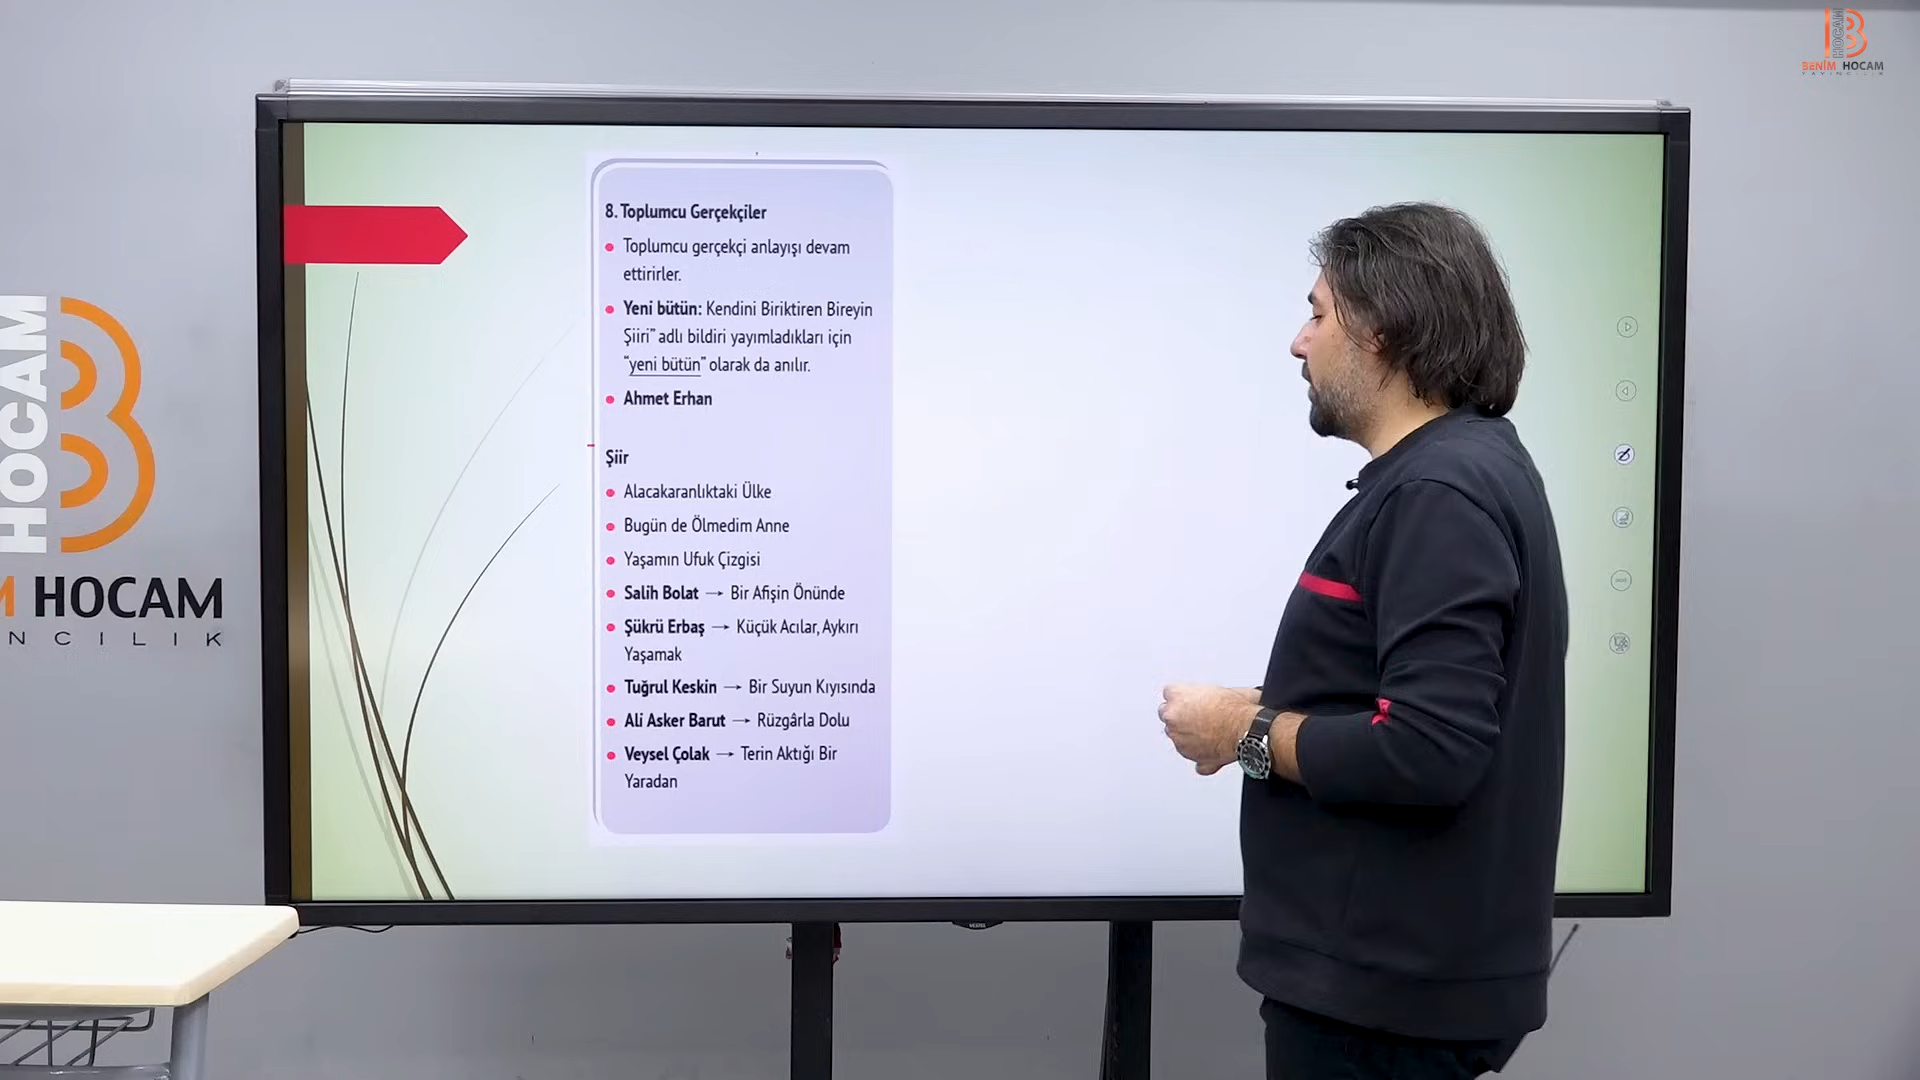 BENİM HOCAM
YAYINCILIK
8. Toplumcu Gerçekçiler
Toplumcu gerçekçi anlayışı devam
ettirirler.
Yeni bütün: Kendini Biriktiren Bireyin
Şiiri” adlı bildiri yayımladıkları için
“yeni bütün” olarak da anılır.
Ahmet Erhan
Şiir
Alacakaranlıktaki Ülke
Bugün de Ölmedim Anne
Yaşamın Ufuk Çizgisi
Salih Bolat → Bir Afişin Önünde
Şükrü Erbaş → Küçük Acılar, Aykırı
Yaşamak
Tuğrul Keskin → Bir Suyun Kıyısında
Ali Asker Barut → Rüzgârla Dolu
Veysel Çolak → Terin Aktığı Bir
Yaradan
HOCAM
M HOCAM
NCILIK
VESTEL